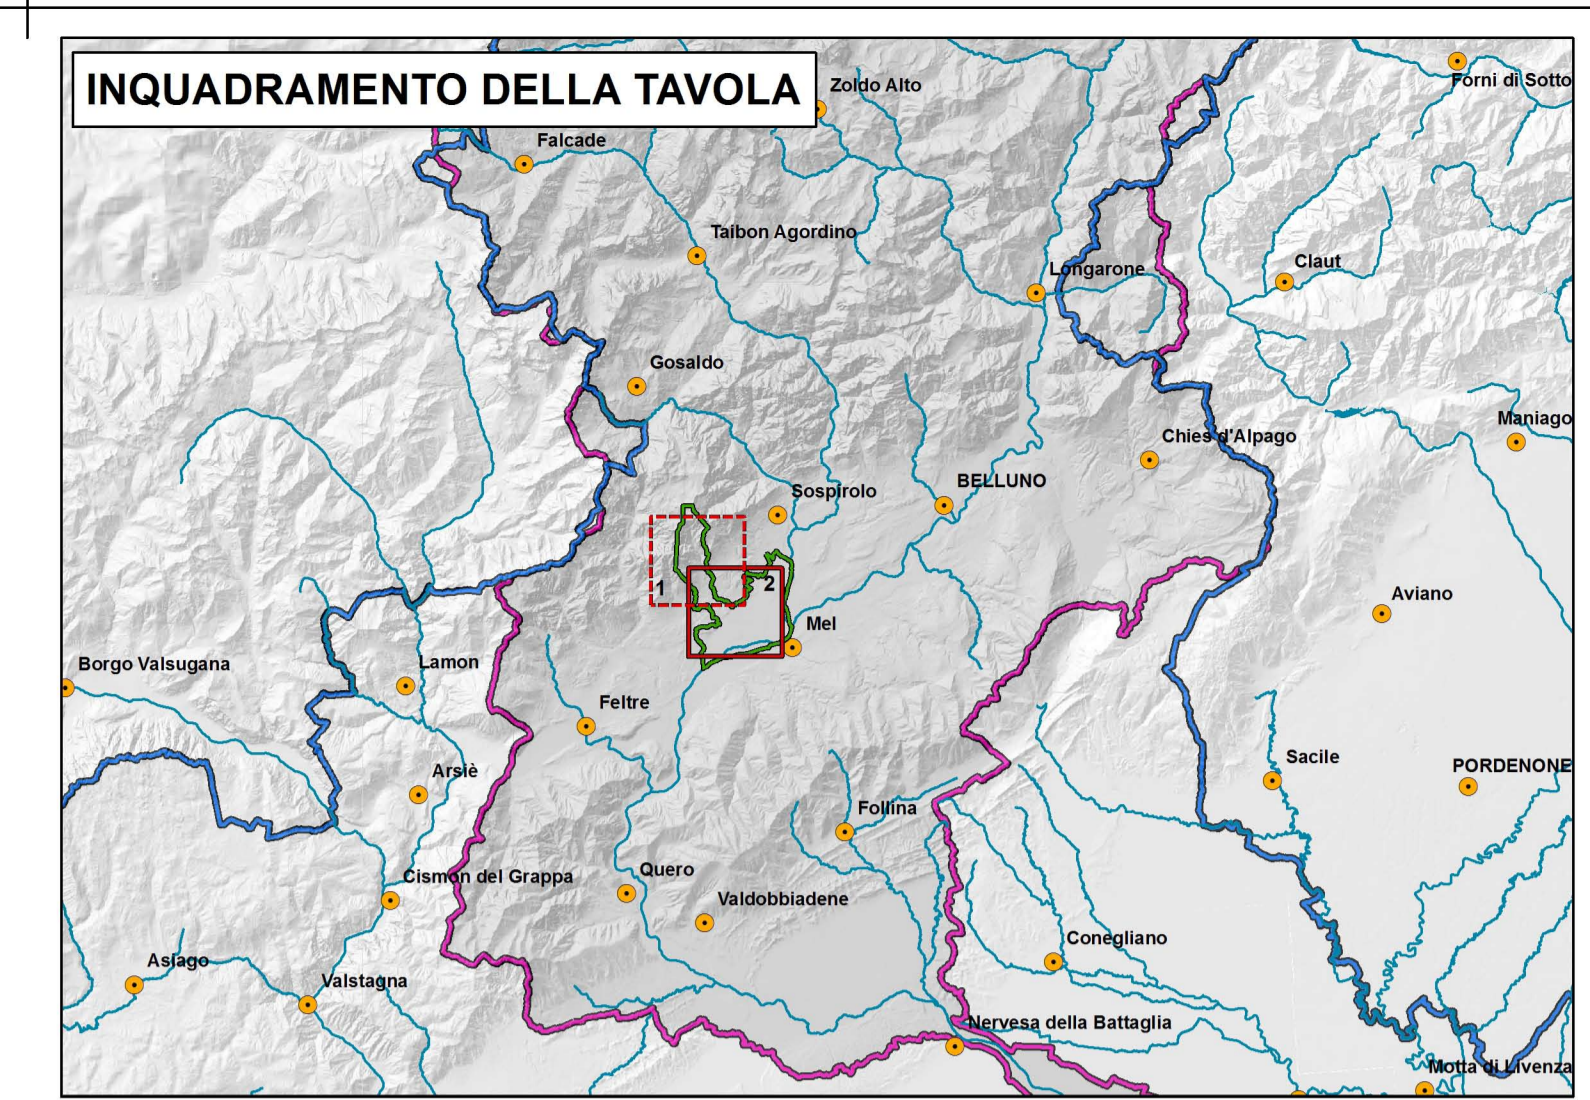 INQUADRAMENTO DELLA TAVOLA
Zoldo Alto
Forni di Sotto
Falcade
Taibon Agordino
Longarone
Claut
Gosaldo
Maniago
Chies d'Alpago
BELLUNO
Sospirolo
1
2
Aviano
Mel
Borgo Valsugana
Lamon
Feltre
Sacile
PORDENONE
Arsiè
Follina
Quero
Cismon del Grappa
Valdobbiadene
Conegliano
Asiago
Valstagna
Nervesa della Battaglia
Motta di Livenza